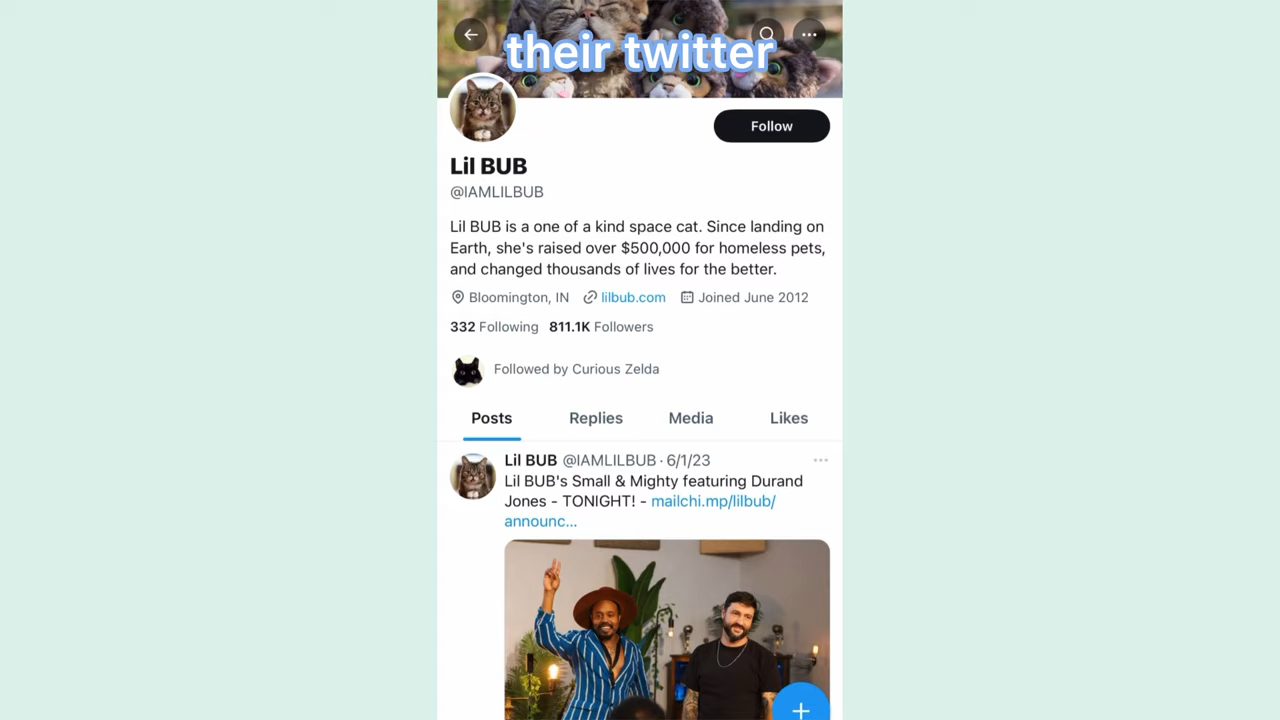 their twitter
Follow
Lil BUB
@IAMLILBUB
Lil BUB is a one of a kind space cat. Since landing on
Earth, she's raised over $500,000 for homeless pets,
and changed thousands of lives for the better.
Bloomington, IN lilbub.com Joined June 2012
332 Following 811.1K Followers
Followed by Curious Zelda
Posts Replies Media Likes
Lil BUB @IAMLILBUB · 6/1/23
Lil BUB's Small & Mighty featuring Durand
Jones - TONIGHT! - mailchi.mp/lilbub/
announc...